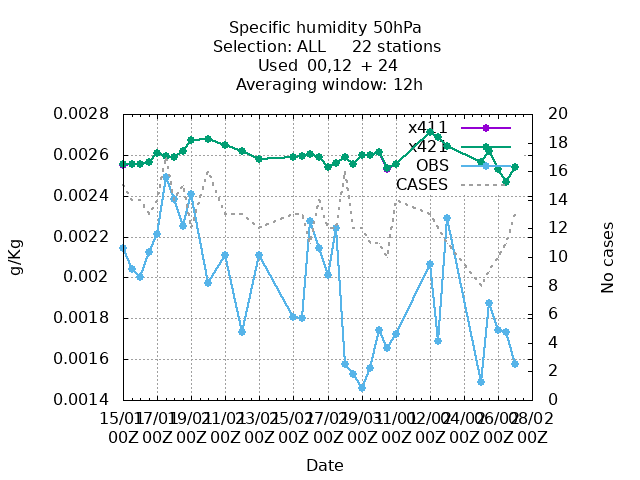 Specific humidity 50hPa
Selection: ALL 22 stations
Used 00,12 + 24
Averaging window: 12h
0.0028
0.0026
0.0024
0.0022
0.002
0.0018
0.0016
0.0014
g/Kg
x411
x421
OBS
CASES
20
18
16
14
12
10
8
6
4
2
0
No cases
15/01 17/01 19/01 21/01 23/01 25/01 27/01 29/01 31/01 02/02 04/02 06/02 08/02
00Z 00Z 00Z 00Z 00Z 00Z 00Z 00Z 00Z 00Z 00Z 00Z 00Z
Date